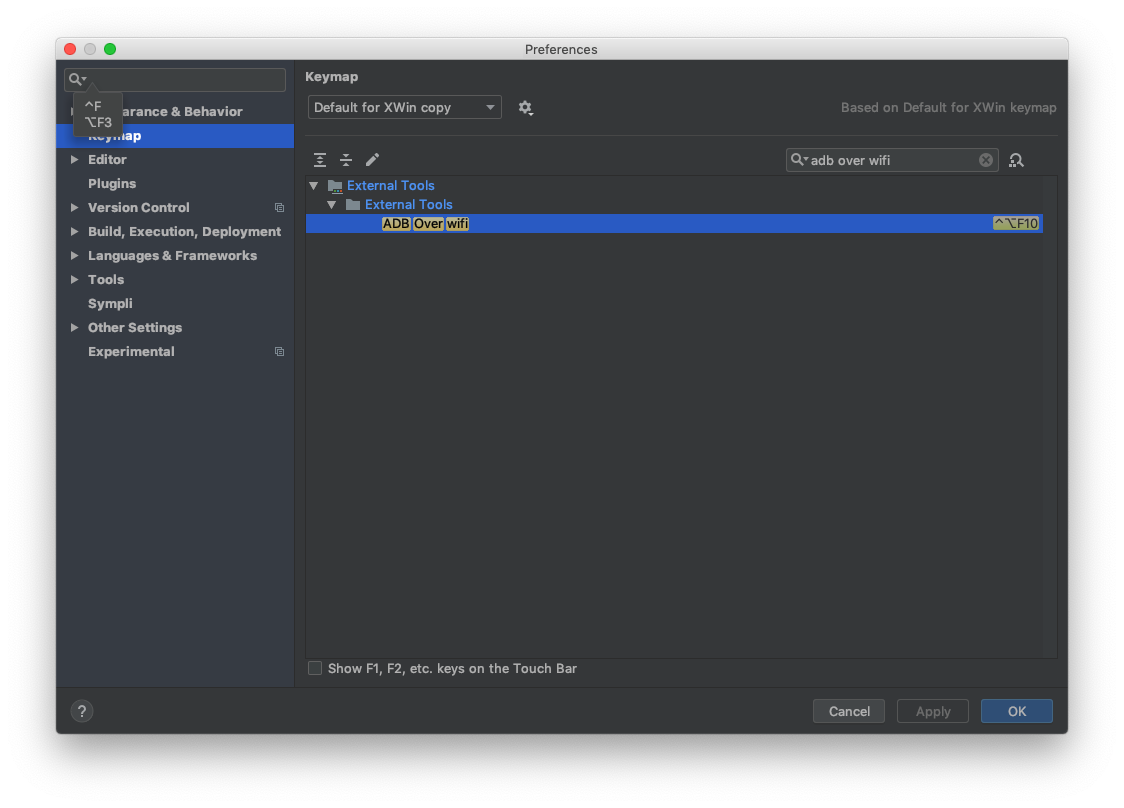 Preferences
^F
⌥F3
arance & Behavior
Keymap
Editor
Plugins
Version Control
Build, Execution, Deployment
Languages & Frameworks
Tools
Sympli
Other Settings
Experimental
Keymap
Default for XWin copy
Based on Default for XWin keymap
adb over wifi
External Tools
External Tools
ADB Over wifi ^⌥F10
Show F1, F2, etc. keys on the Touch Bar
?
Cancel Apply OK